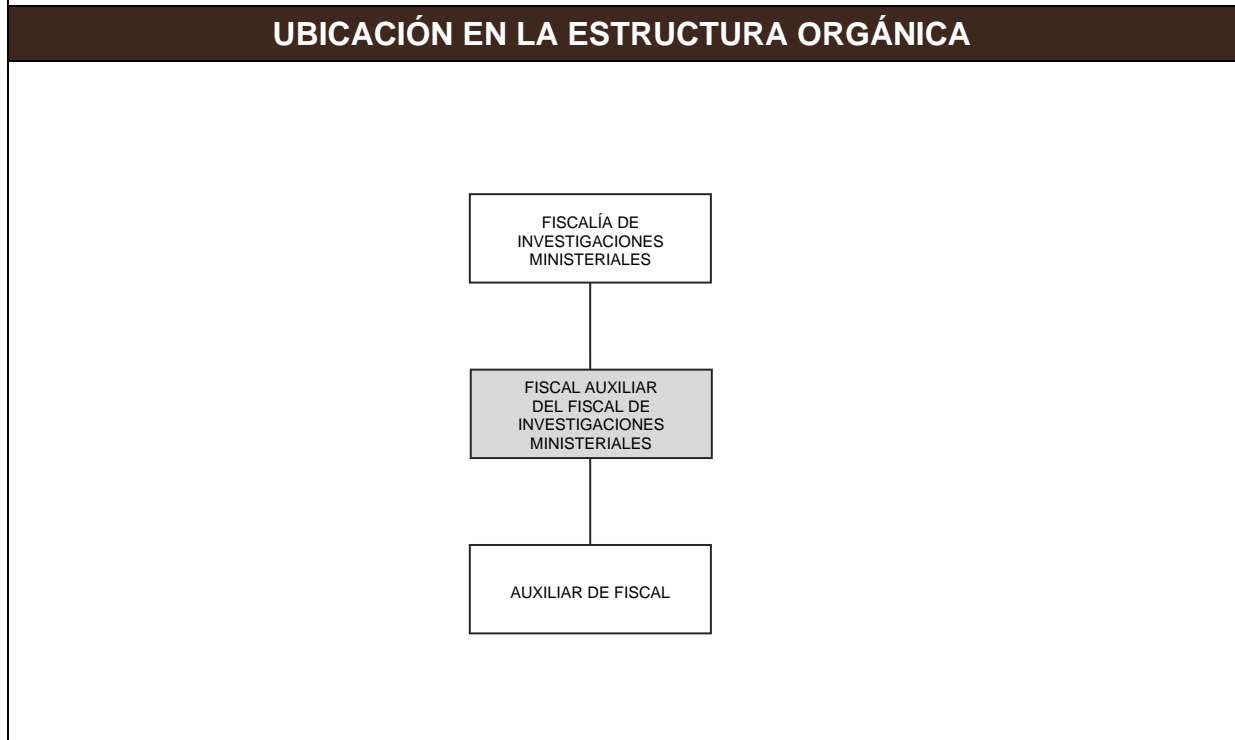 UBICACIÓN EN LA ESTRUCTURA ORGÁNICA
FISCALÍA DE
INVESTIGACIONES
MINISTERIALES
FISCAL AUXILIAR
DEL FISCAL DE
INVESTIGACIONES
MINISTERIALES
AUXILIAR DE FISCAL